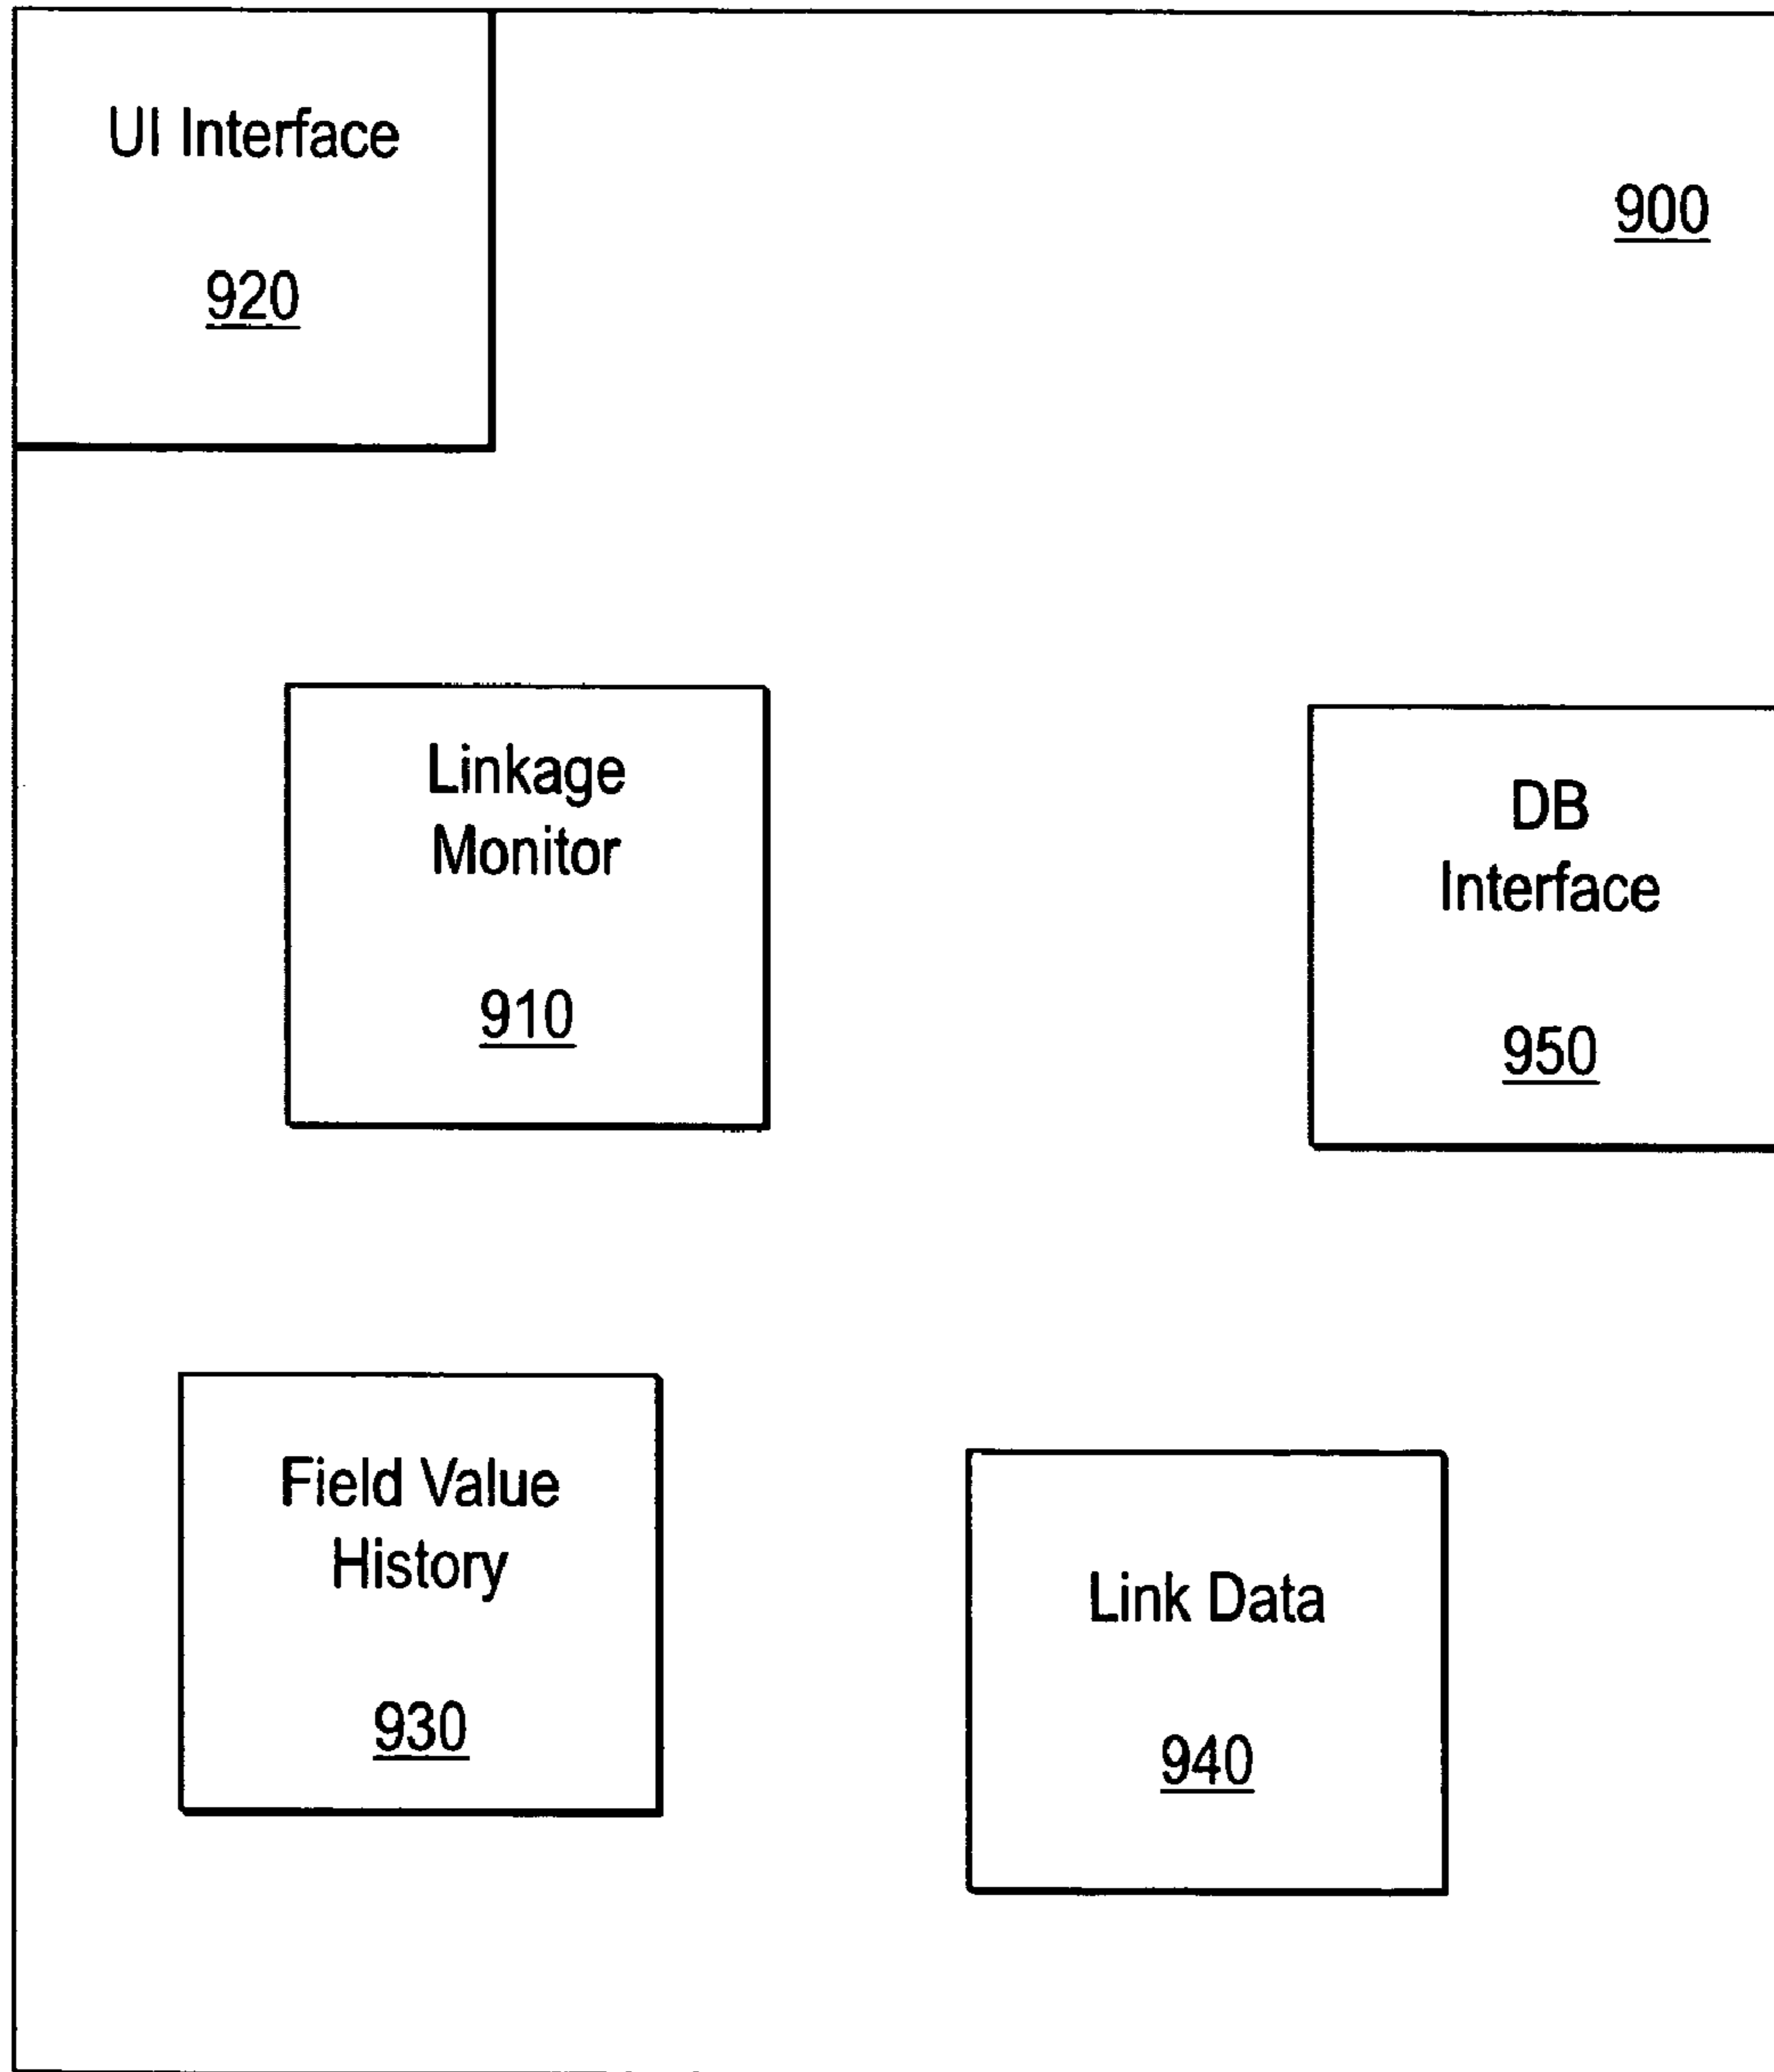 UI Interface
920
900
Linkage
Monitor
910
DB
Interface
950
Field Value
History
930
Link Data
940